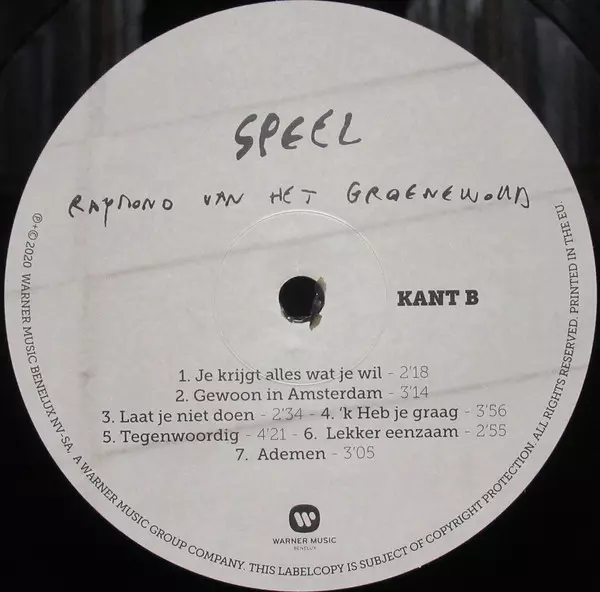 SPEEL
RAYMOND VAN HET GROENEWOUD
KANT B
1. Je krijgt alles wat je wil - 2'18
2. Gewoon in Amsterdam - 3'14
3. Laat je niet doen - 2'34 - 4. 'k Heb je graag - 3'56
5. Tegenwoordig - 4'21 - 6. Lekker eenzaam - 2'55
7. Ademen - 3'05
WARNER MUSIC
BENELUX
℗+©2020 WARNER MUSIC BENELUX NV-SA, A WARNER MUSIC GROUP COMPANY. THIS LABELCOPY IS SUBJECT OF COPYRIGHT PROTECTION. ALL RIGHTS RESERVED. PRINTED IN THE EU.